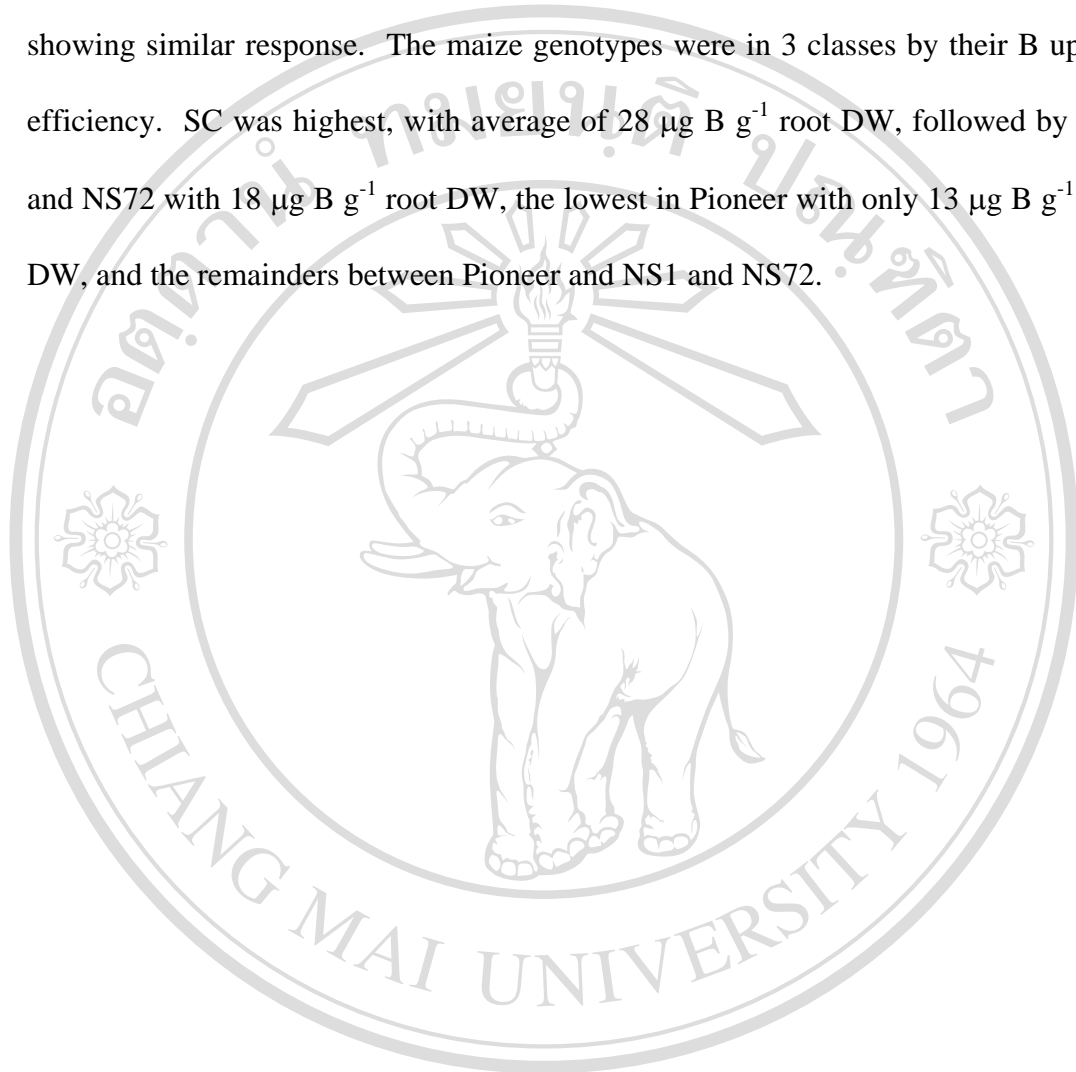 showing similar response. The maize genotypes were in 3 classes by their B up
efficiency. SC was highest, with average of 28 μg B g⁻¹ root DW, followed by
and NS72 with 18 μg B g⁻¹ root DW, the lowest in Pioneer with only 13 μg B g⁻¹
DW, and the remainders between Pioneer and NS1 and NS72.
CHIANG MAI UNIVERSITY 1964